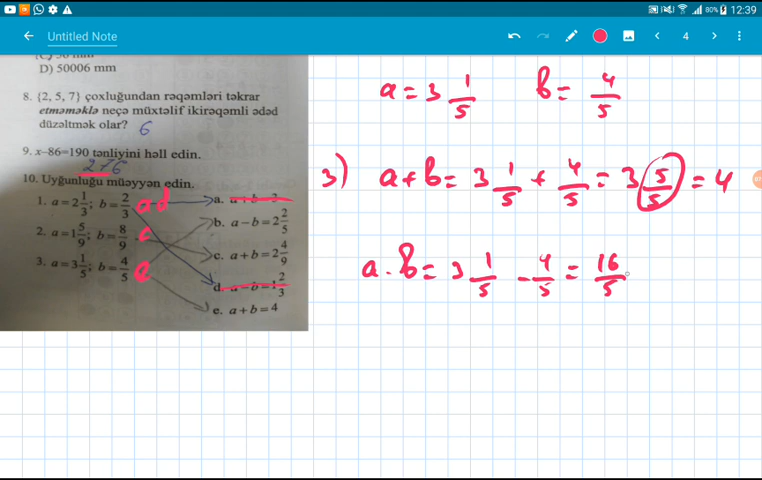 80% 12:39
Untitled Note
4
D) 50006 mm
8. {2, 5, 7} çoxluğundan rəqəmləri təkrar
etməməklə neçə müxtəlif ikirəqəmli ədəd
düzəltmək olar? 6
9. x–86=190 tənliyini həll edin.
276
10. Uyğunluğu müəyyən edin.
1. a=2 1/3; b=2/3 ad
2. a=1 5/9; b=8/9 c
3. a=3 1/5; b=4/5 e
a. a+b=3
b. a–b=2 2/5
c. a+b=2 4/9
d. a–b=1 2/3
e. a+b=4
a=3 1/5 b=4/5
3) a+b=3 1/5 + 4/5 = 3 5/5 = 4
a-b=3 1/5 - 4/5 = 16/5